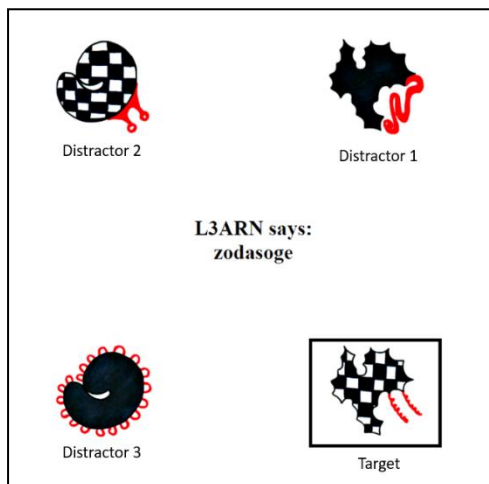 Distractor 2
Distractor 1
L3ARN says:
zodasoge
Distractor 3
Target